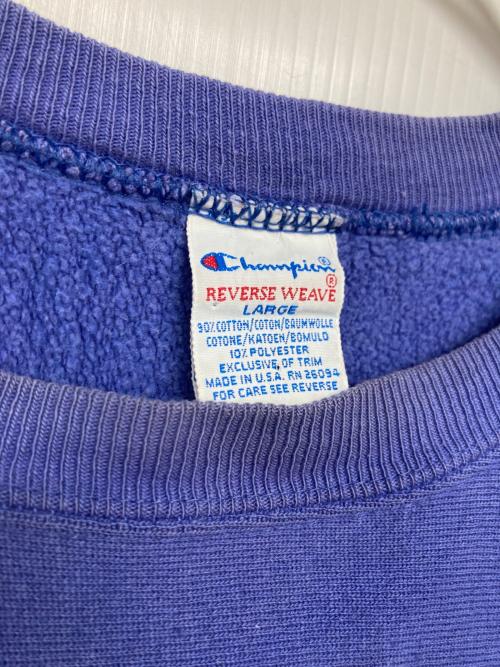 Champion®
REVERSE WEAVE®
LARGE
90% COTTON/COTON/BAUMWOLLE
COTONE/KATOEN/BOMULD
10% POLYESTER
EXCLUSIVE OF TRIM
MADE IN U.S.A. RN 26094
FOR CARE SEE REVERSE